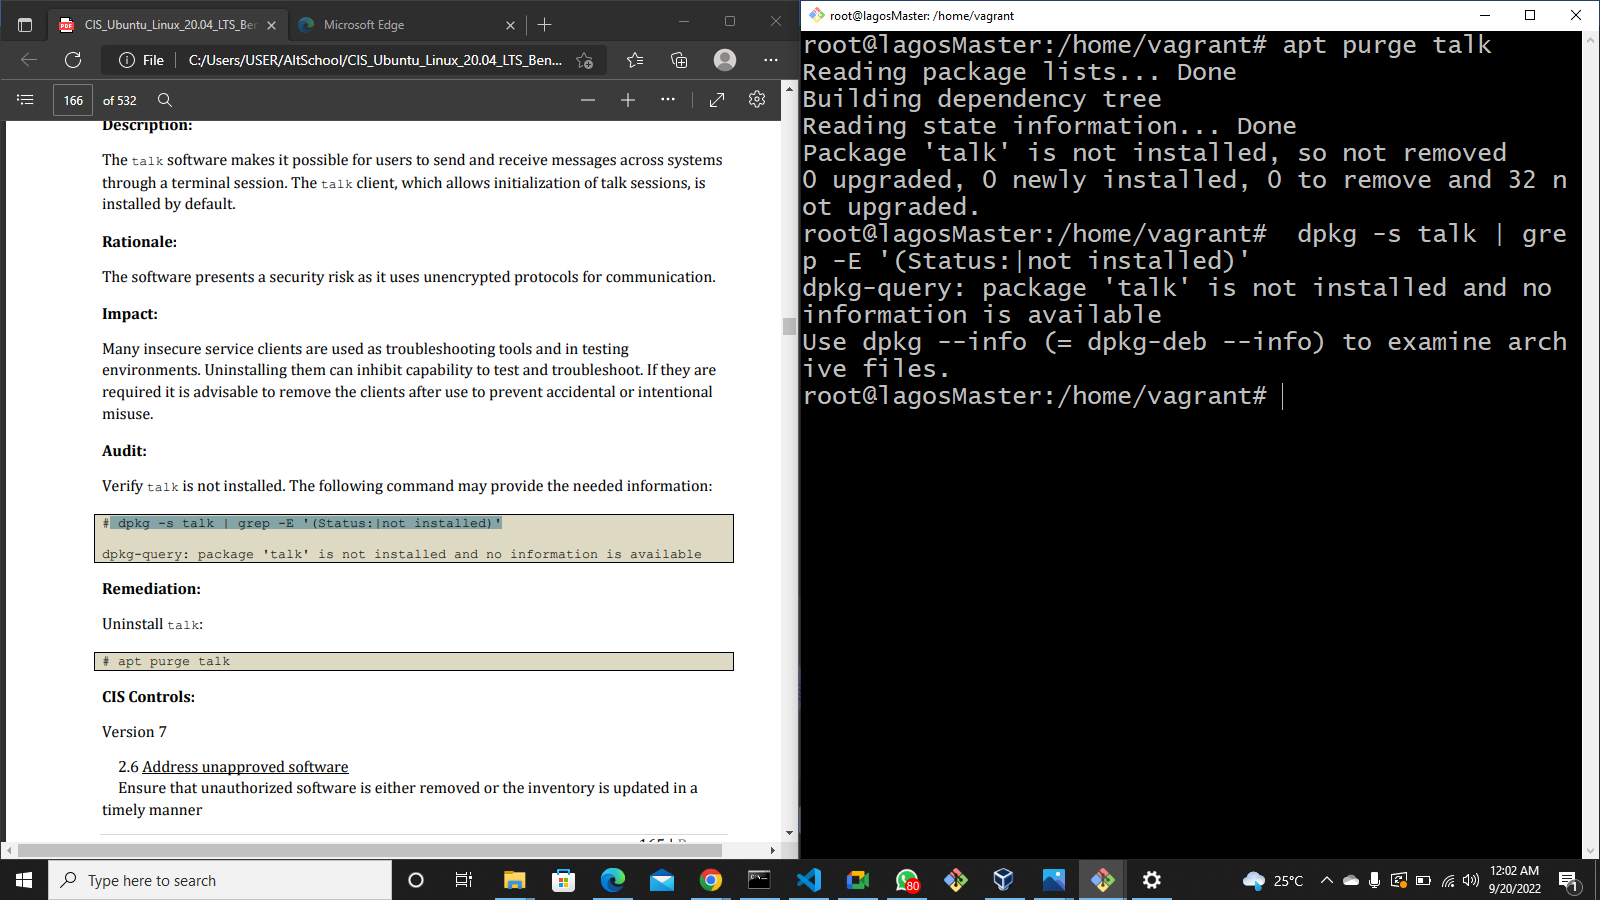 CIS_Ubuntu_Linux_20.04_LTS_Ber
Microsoft Edge
File
C:/Users/USER/AltSchool/CIS_Ubuntu_Linux_20.04_LTS_Ben...
166 of 532
Description:
The talk software makes it possible for users to send and receive messages across systems
through a terminal session. The talk client, which allows initialization of talk sessions, is
installed by default.
Rationale:
The software presents a security risk as it uses unencrypted protocols for communication.
Impact:
Many insecure service clients are used as troubleshooting tools and in testing
environments. Uninstalling them can inhibit capability to test and troubleshoot. If they are
required it is advisable to remove the clients after use to prevent accidental or intentional
misuse.
Audit:
Verify talk is not installed. The following command may provide the needed information:
# dpkg -s talk | grep -E '(Status:|not installed)'
dpkg-query: package 'talk' is not installed and no information is available
Remediation:
Uninstall talk:
# apt purge talk
CIS Controls:
Version 7
2.6 Address unapproved software
Ensure that unauthorized software is either removed or the inventory is updated in a
timely manner
root@lagosMaster: /home/vagrant
root@lagosMaster:/home/vagrant# apt purge talk
Reading package lists... Done
Building dependency tree
Reading state information... Done
Package 'talk' is not installed, so not removed
0 upgraded, 0 newly installed, 0 to remove and 32 n
ot upgraded.
root@lagosMaster:/home/vagrant#  dpkg -s talk | gre
p -E '(Status:|not installed)'
dpkg-query: package 'talk' is not installed and no
information is available
Use dpkg --info (= dpkg-deb --info) to examine arch
ive files.
root@lagosMaster:/home/vagrant#
Type here to search
80
25°C
12:02 AM
9/20/2022
1